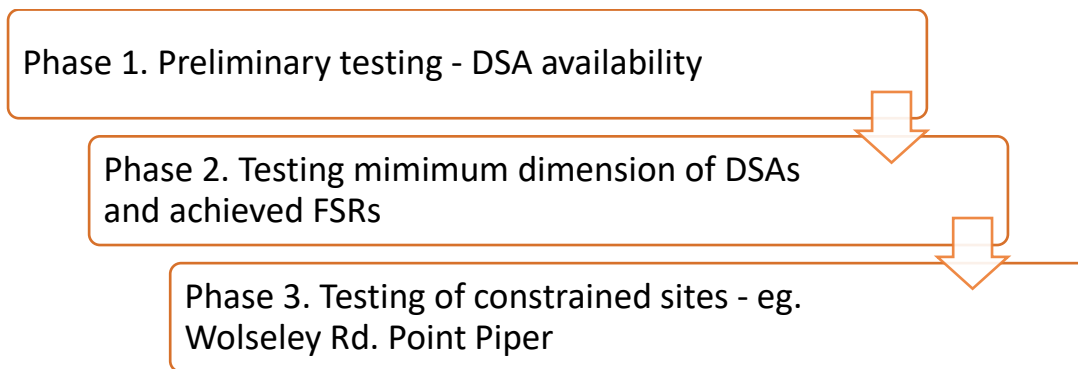 Phase 1. Preliminary testing - DSA availability
Phase 2. Testing mimimum dimension of DSAs
and achieved FSRs
Phase 3. Testing of constrained sites - eg.
Wolseley Rd. Point Piper